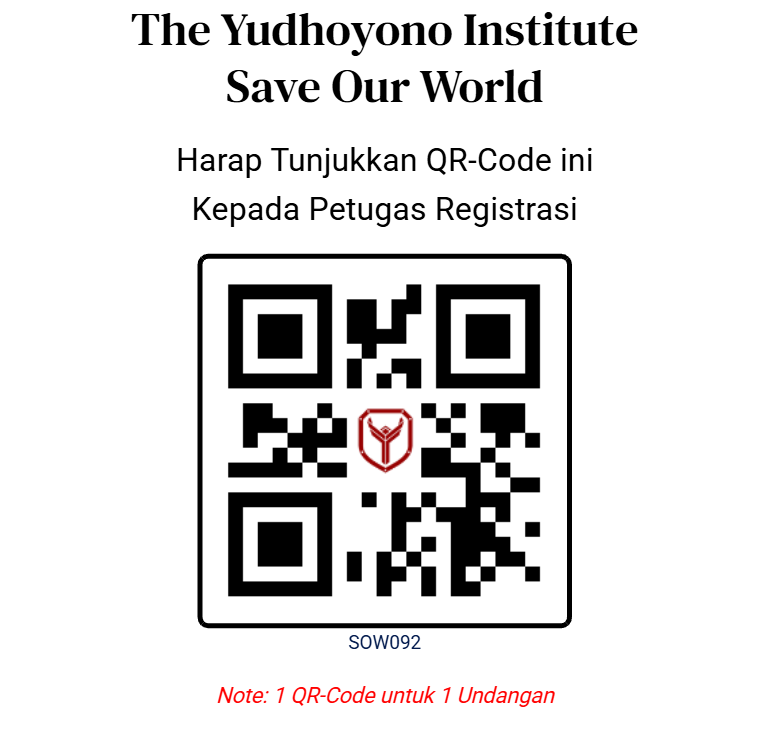 The Yudhoyono Institute
Save Our World
Harap Tunjukkan QR-Code ini
Kepada Petugas Registrasi
SOW092
Note: 1 QR-Code untuk 1 Undangan